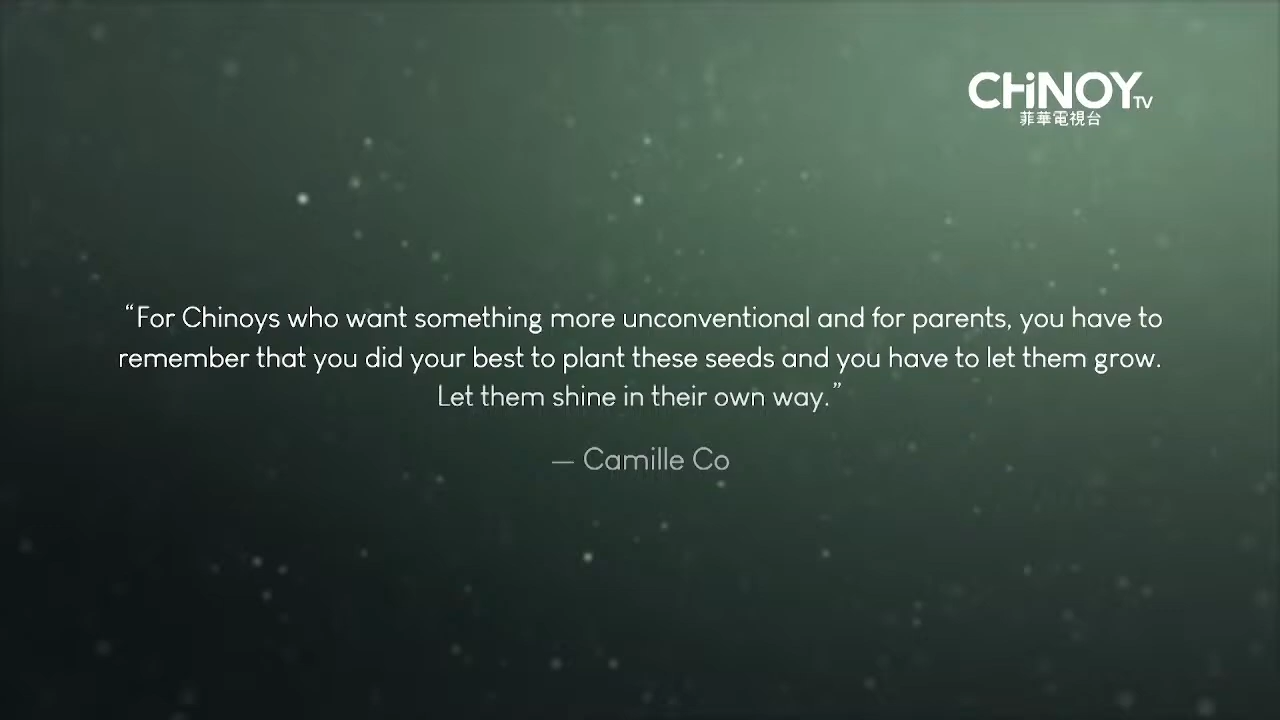 CHiNOY TV
菲華電視台
“For Chinoys who want something more unconventional and for parents, you have to
remember that you did your best to plant these seeds and you have to let them grow.
Let them shine in their own way.”
— Camille Co